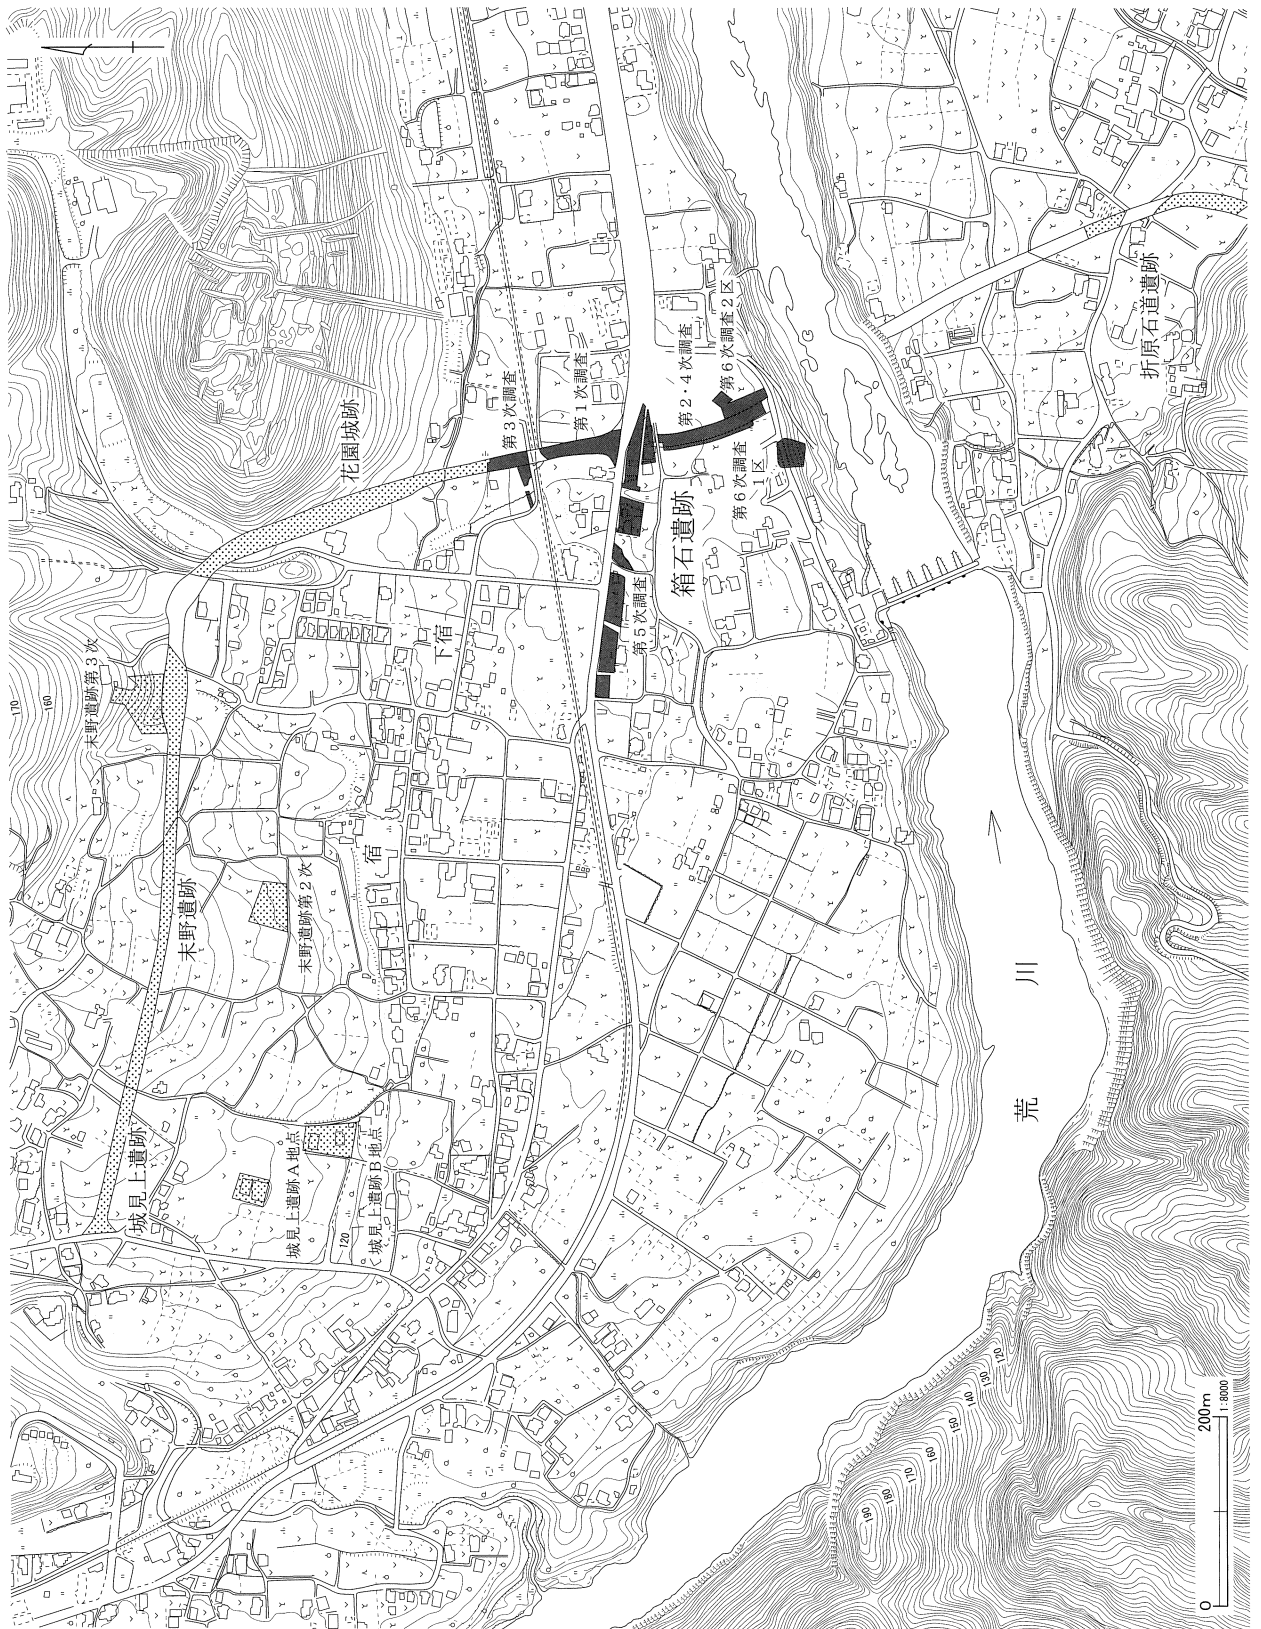 花園城跡
末野遺跡第3次
第3次調査
第1次調査
第2・4次調査
第6次調査2区
第6次調査
1区
箱石遺跡
第5次調査
折原石道遺跡
下宿
宿
末野遺跡
末野遺跡第2次
城見上遺跡
城見上遺跡A地点
城見上遺跡B地点
荒川
170
160
120
120
130
140
150
160
170
180
190
0
200m
1:8000